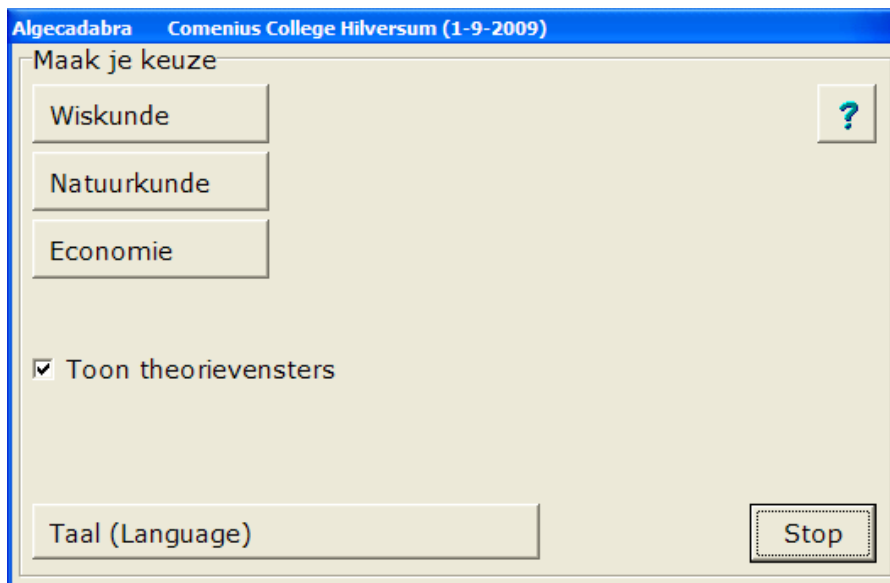 Algecadabra Comenius College Hilversum (1-9-2009)
Maak je keuze
Wiskunde
?
Natuurkunde
Economie
Toon theorievensters
Taal (Language)
Stop